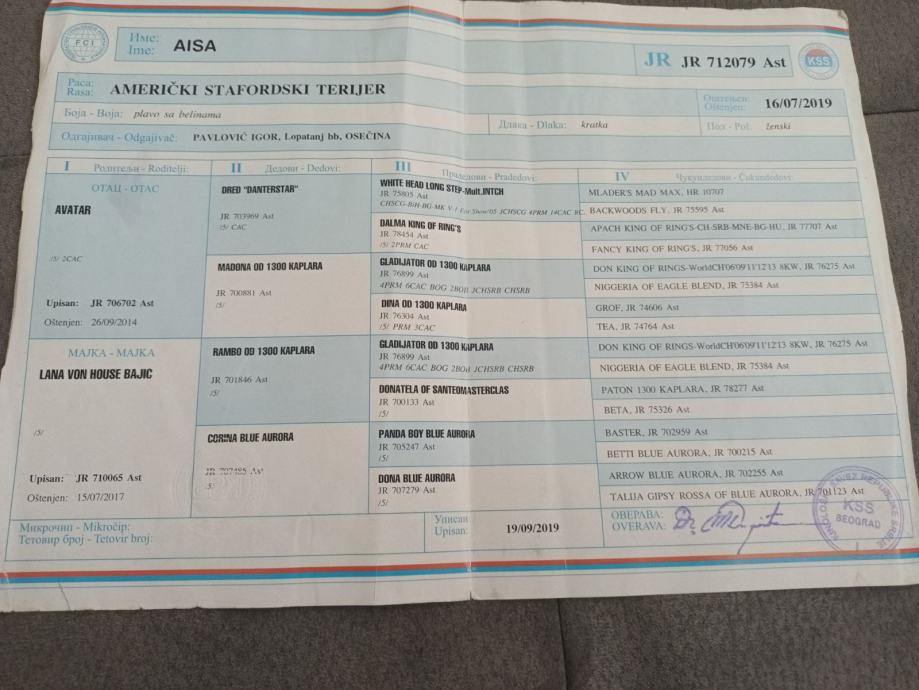 FCI
Име:
Ime:
AISA
JR JR 712079 Ast
KSS
Раса:
Rasa:
AMERIČKI STAFORDSKI TERIJER
Оштењен:
Oštenjen:
16/07/2019
Боја - Boja: plavo sa belinama
Длака - Dlaka: kratka
Пол - Pol: ženski
Одгајивач - Odgajivač: PAVLOVIĆ IGOR, Lopatanj bb, OSEČINA
I Родитељи - Roditelji:
II Дедови - Dedovi:
III Прадедови - Pradedovi:
IV Чукундедови - Čukundedovi:
ОТАЦ - OTAC
AVATAR
/5/ 2CAC
Upisan: JR 706702 Ast
Oštenjen: 26/09/2014
МАЈКА - MAJKA
LANA VON HOUSE BAJIC
/5/
Upisan: JR 710065 Ast
Oštenjen: 15/07/2017
DRED "DANTERSTAR"
JR 703969 Ast
/5/ CAC
MADONA OD 1300 KAPLARA
JR 700881 Ast
/5/
RAMBO OD 1300 KAPLARA
JR 701846 Ast
/5/
CORINA BLUE AURORA
JR 707485 Ast
/5/
WHITE HEAD LONG STEP-Mult.INTCH
JR 75805 Ast
CHSCG-BiH-BG-MK V-1 Eur.Show'05 JCHSCG 4PRM 14CAC
DALMA KING OF RING'S
JR 78454 Ast
/5/ 2PRM CAC
GLADIJATOR OD 1300 KAPLARA
JR 76899 Ast
4PRM 6CAC BOG 2BOB JCHSRB CHSRB
DINA OD 1300 KAPLARA
JR 76304 Ast
/5/ PRM 3CAC
GLADIJATOR OD 1300 KAPLARA
JR 76899 Ast
4PRM 6CAC BOG 2BOB JCHSRB CHSRB
DONATELA OF SANTEOMASTERCLAS
JR 700133 Ast
/5/
PANDA BOY BLUE AURORA
JR 705247 Ast
/5/
DONA BLUE AURORA
JR 707279 Ast
/5/
MLADER'S MAD MAX, HR 10707
BACKWOODS FLY, JR 75595 Ast
APACH KING OF RING'S-CH-SRB-MNE-BG-HU, JR 77707 Ast
FANCY KING OF RING'S, JR 77056 Ast
DON KING OF RINGS-WorldCH'06'09'11'12'13 8KW, JR 76275 Ast
NIGGERIA OF EAGLE BLEND, JR 75384 Ast
GROF, JR 74606 Ast
TEA, JR 74764 Ast
DON KING OF RINGS-WorldCH'06'09'11'12'13 8KW, JR 76275 Ast
NIGGERIA OF EAGLE BLEND, JR 75384 Ast
PATON 1300 KAPLARA, JR 78277 Ast
BETA, JR 75326 Ast
BASTER, JR 702959 Ast
BETTI BLUE AURORA, JR 700215 Ast
ARROW BLUE AURORA, JR 702255 Ast
TALIJA GIPSY ROSSA OF BLUE AURORA, JR 701123 Ast
Микрочип - Mikročip:
Тетовир број - Tetovir broj:
Уписан
Upisan:
19/09/2019
ОВЕРАВА:
OVERAVA:
KSS
BEOGRAD